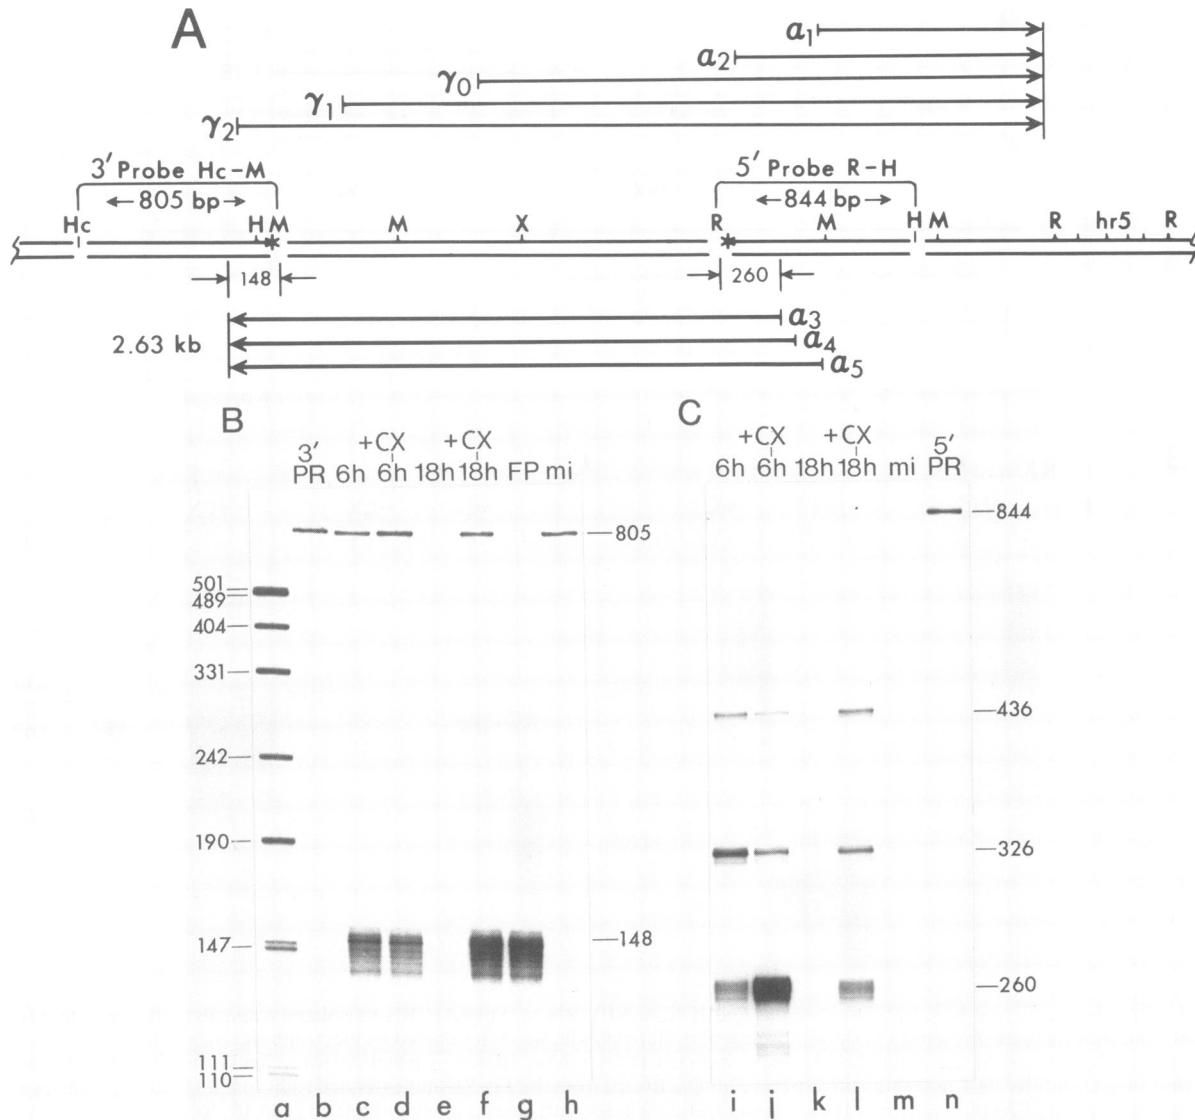 A
a1
a2
γ0
γ1
γ2
3′ Probe Hc-M
5′ Probe R-H
←805 bp→
←844 bp→
Hc H M M X R M H M R hr5 R
148
260
a3
2.63 kb
a4
a5
B
C
3′ PR 6h +CX 6h 18h +CX 18h FP mi
6h +CX 6h 18h +CX 18h mi 5′ PR
805
844
501
489
404
331
436
242
190
326
147
148
260
111
110
a b c d e f g h
i j k l m n